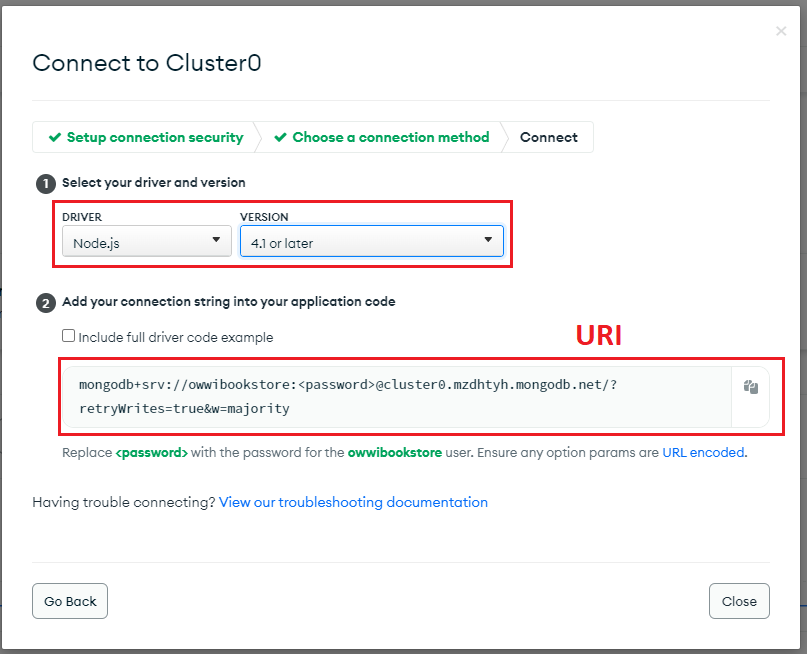 Connect to Cluster0
Setup connection security
Choose a connection method
Connect
1 Select your driver and version
DRIVER VERSION
Node.js 4.1 or later
2 Add your connection string into your application code
Include full driver code example
URI
mongodb+srv://owwibookstore:<password>@cluster0.mzdhtyh.mongodb.net/?
retryWrites=true&w=majority
Replace <password> with the password for the owwibookstore user. Ensure any option params are URL encoded.
Having trouble connecting? View our troubleshooting documentation
Go Back Close